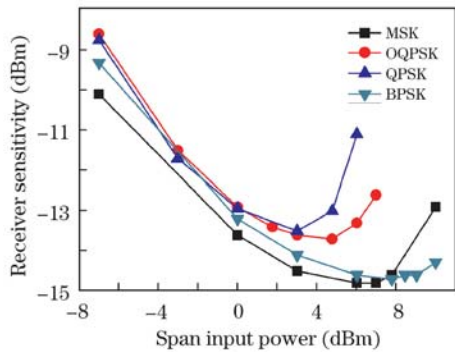 MSK
OQPSK
QPSK
BPSK
Receiver sensitivity (dBm)
−9
−11
−13
−15
−8
−4
0
4
8
Span input power (dBm)